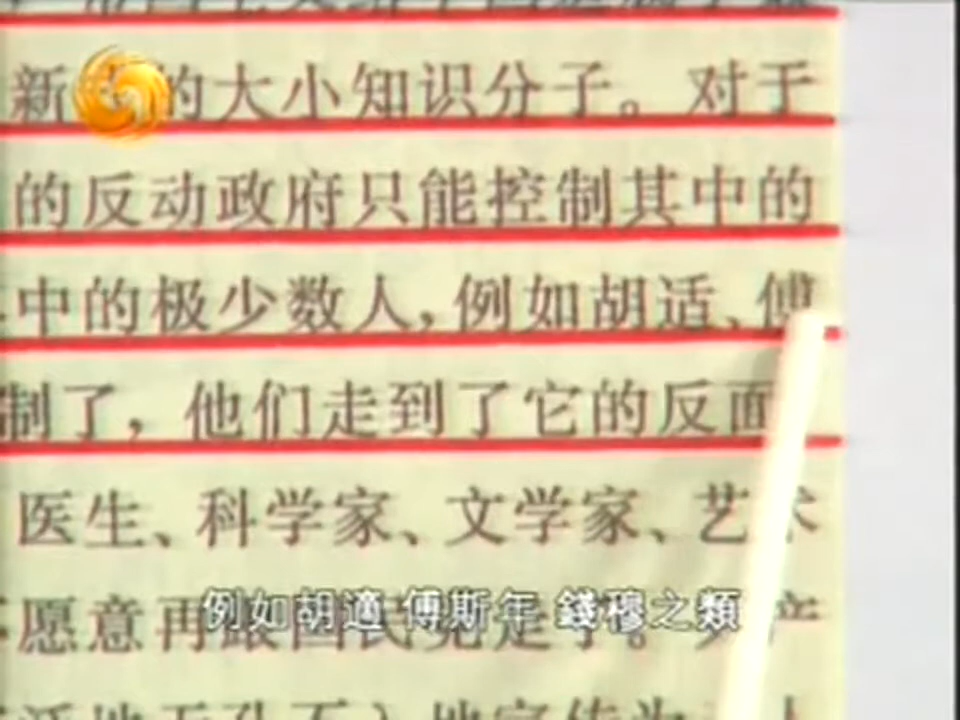 新的大小知识分子。对于
的反动政府只能控制其中的
中的极少数人，例如胡适、傅
制了，他们走到了它的反面
医生、科学家、文学家、艺术
愿意再跟国民党走了。
例如胡適 傅斯年 錢穆之類